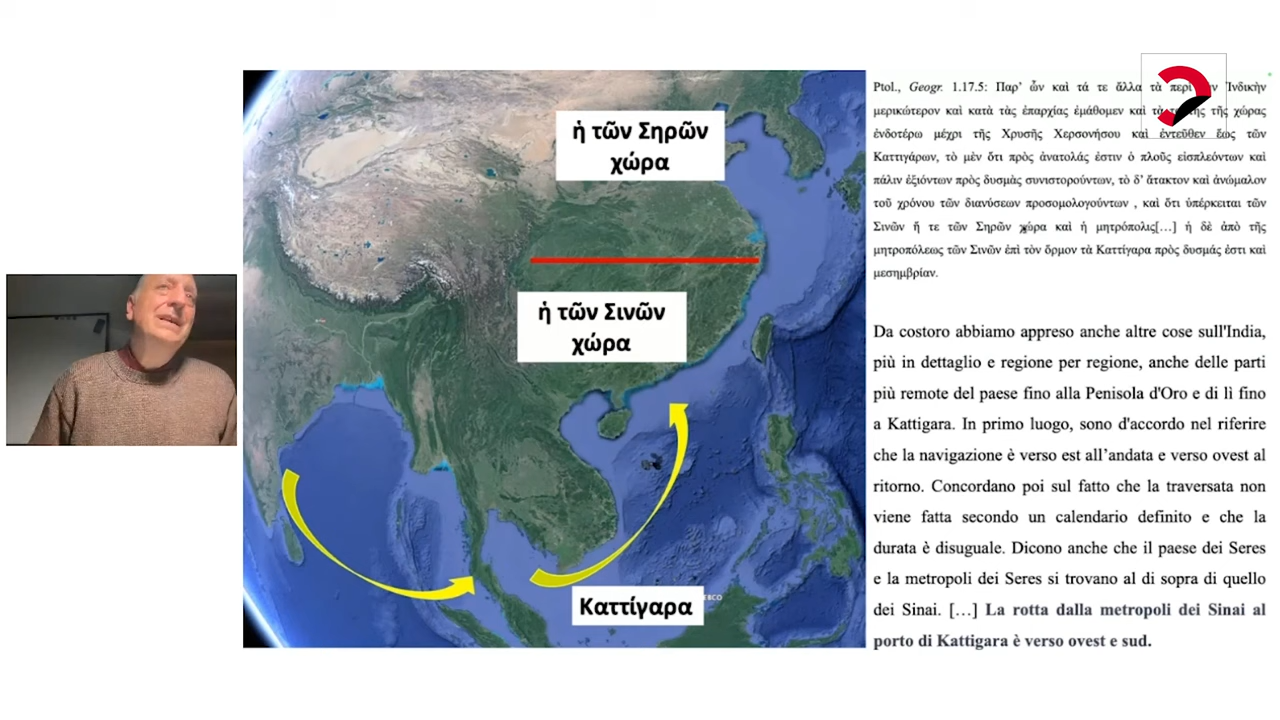 ἡ τῶν Σηρῶν
χώρα
ἡ τῶν Σινῶν
χώρα
Καττίγαρα
Ptol., Geogr. 1.17.5: Παρ’ ὧν καὶ τά τε ἄλλα τὰ Ἰνδικὴν
μερικώτερον καὶ κατὰ τὰς ἐπαρχίας ἐμάθομεν καὶ τῆς χώρας
ἐνδοτέρω μέχρι τῆς Χρυσῆς Χερσονήσου καὶ ἐντεῦθεν ἕως τῶν
Καττιγάρων, τὸ μὲν ὅτι πρὸς ἀνατολάς ἐστιν ὁ πλοῦς εἰσπλεόντων καὶ
πάλιν ἐξιόντων πρὸς δυσμὰς συνιστορούντων, τὸ δ’ ἄτακτον καὶ ἀνώμαλον
τοῦ χρόνου τῶν διανύσεων προσομολογούντων , καὶ ὅτι ὑπέρκειται τῶν
Σινῶν ἥ τε τῶν Σηρῶν χώρα καὶ ἡ μητρόπολις[…] ἡ δὲ ἀπὸ τῆς
μητροπόλεως τῶν Σινῶν ἐπὶ τὸν ὅρμον τὰ Καττίγαρα πρὸς δυσμάς ἐστι καὶ
μεσημβρίαν.
Da costoro abbiamo appreso anche altre cose sull'India,
più in dettaglio e regione per regione, anche delle parti
più remote del paese fino alla Penisola d'Oro e di lì fino
a Kattigara. In primo luogo, sono d'accordo nel riferire
che la navigazione è verso est all’andata e verso ovest al
ritorno. Concordano poi sul fatto che la traversata non
viene fatta secondo un calendario definito e che la
durata è disuguale. Dicono anche che il paese dei Seres
e la metropoli dei Seres si trovano al di sopra di quello
dei Sinai. […] La rotta dalla metropoli dei Sinai al
porto di Kattigara è verso ovest e sud.